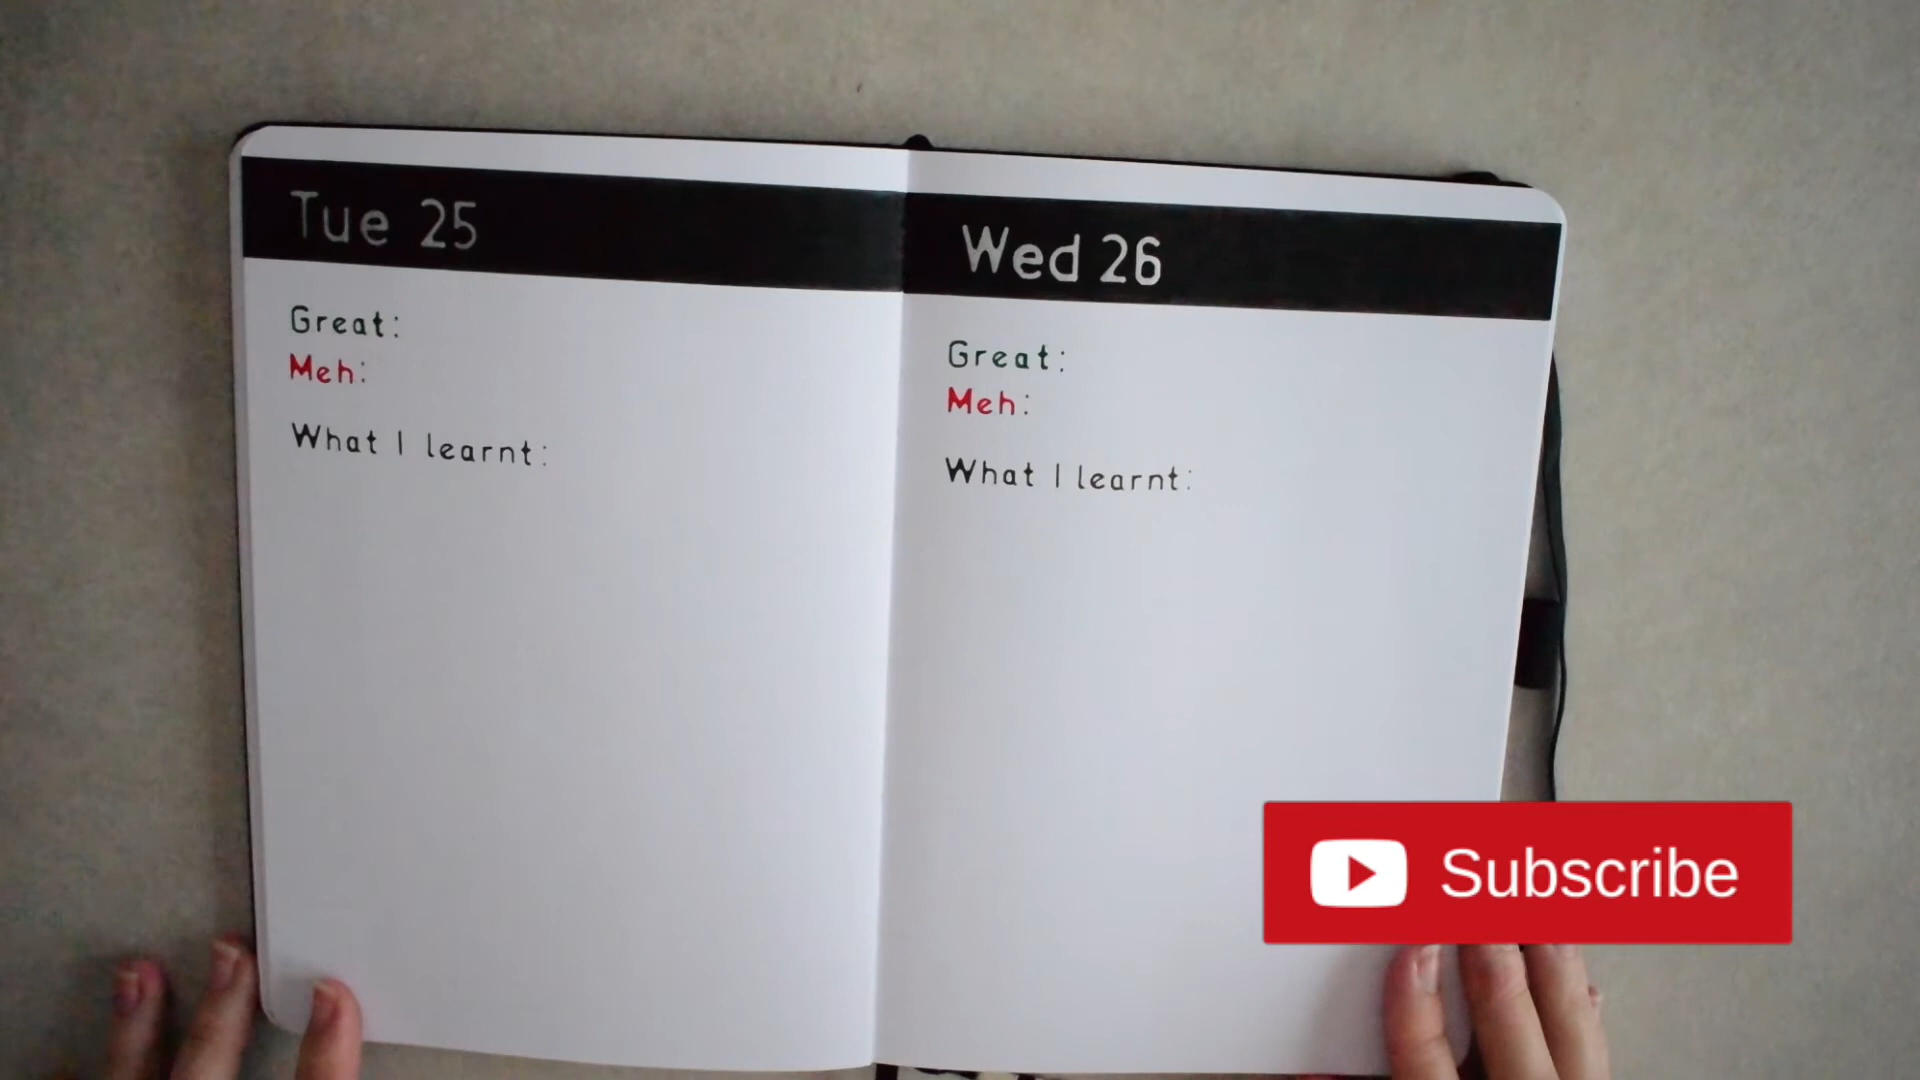 Tue 25
Great:
Meh:
What I learnt:
Wed 26
Great:
Meh:
What I learnt:
Subscribe